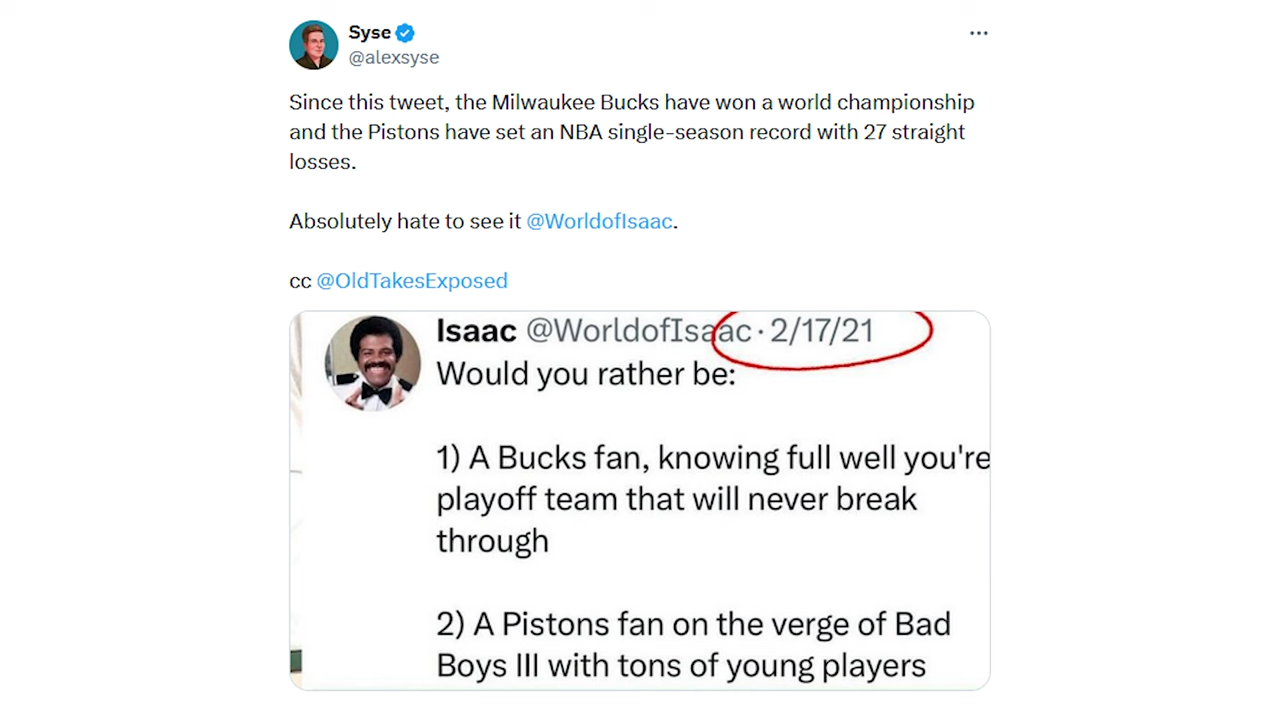 Syse
@alexsyse
Since this tweet, the Milwaukee Bucks have won a world championship
and the Pistons have set an NBA single-season record with 27 straight
losses.
Absolutely hate to see it @WorldofIsaac.
cc @OldTakesExposed
Isaac @WorldofIsaac · 2/17/21
Would you rather be:
1) A Bucks fan, knowing full well you're
playoff team that will never break
through
2) A Pistons fan on the verge of Bad
Boys III with tons of young players